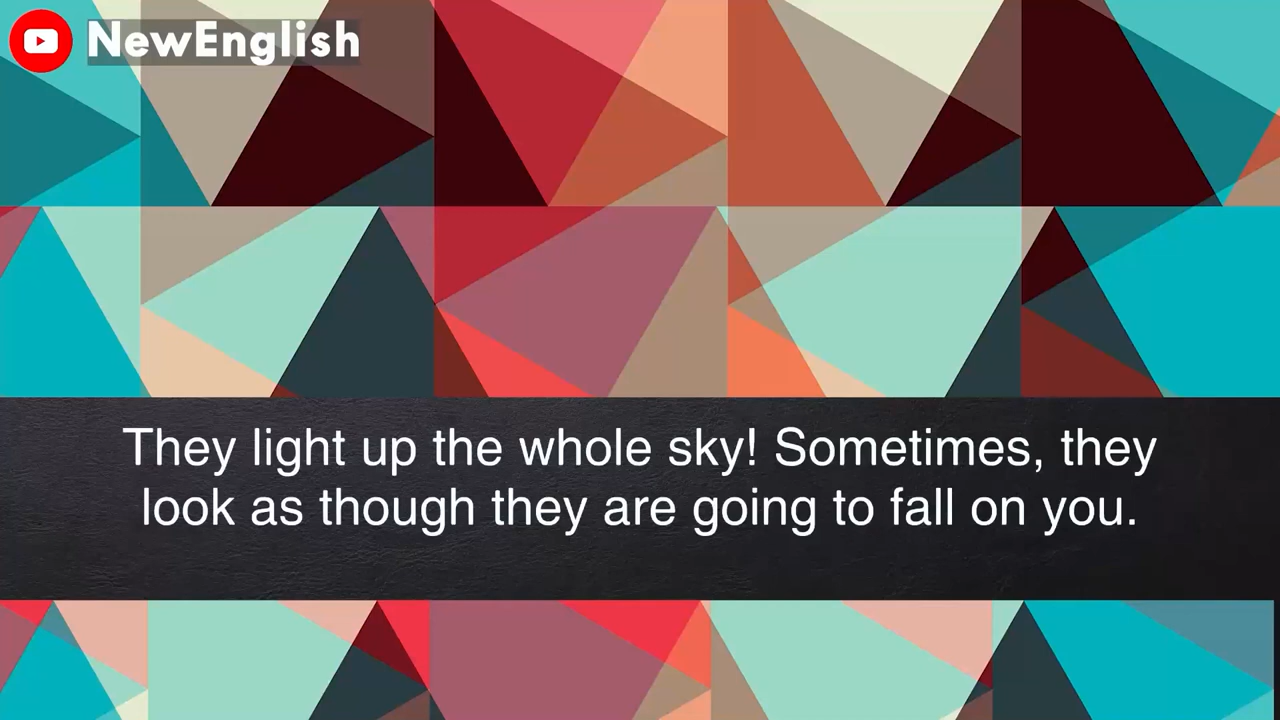 NewEnglish
They light up the whole sky! Sometimes, they
look as though they are going to fall on you.